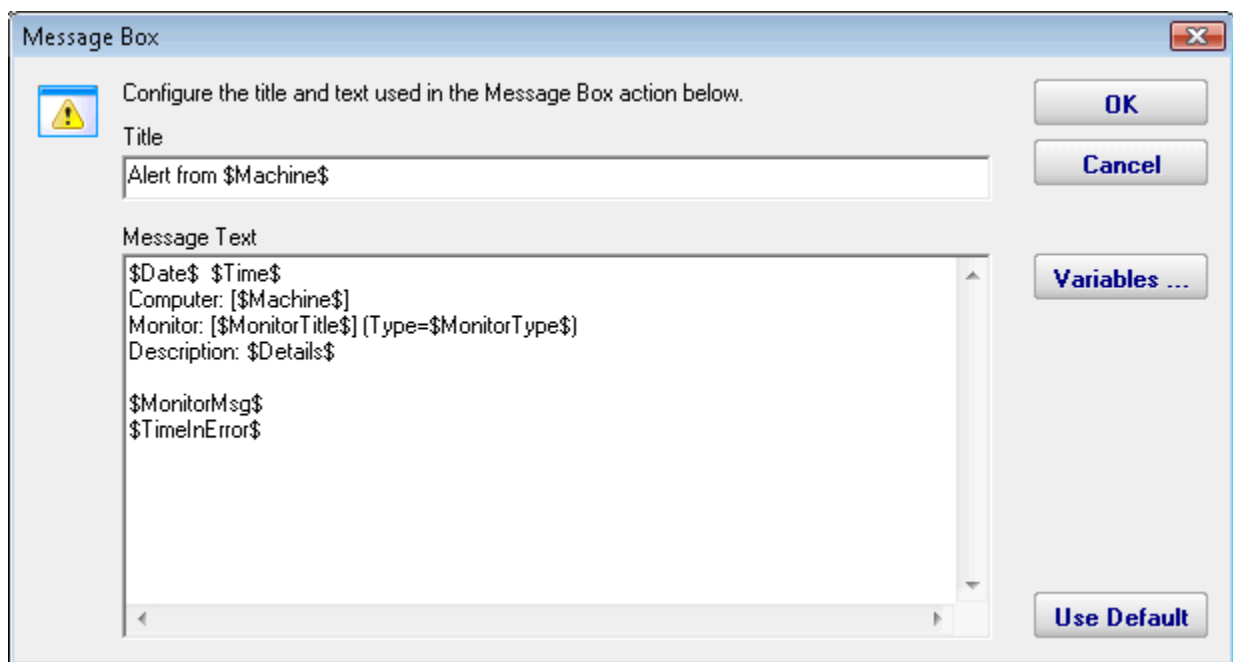 Message Box
Configure the title and text used in the Message Box action below.
OK
Title
Cancel
Alert from $Machine$
Message Text
Variables ...
$Date$  $Time$
Computer: [$Machine$]
Monitor: [$MonitorTitle$] (Type=$MonitorType$)
Description: $Details$
$MonitorMsg$
$TimeInError$
Use Default